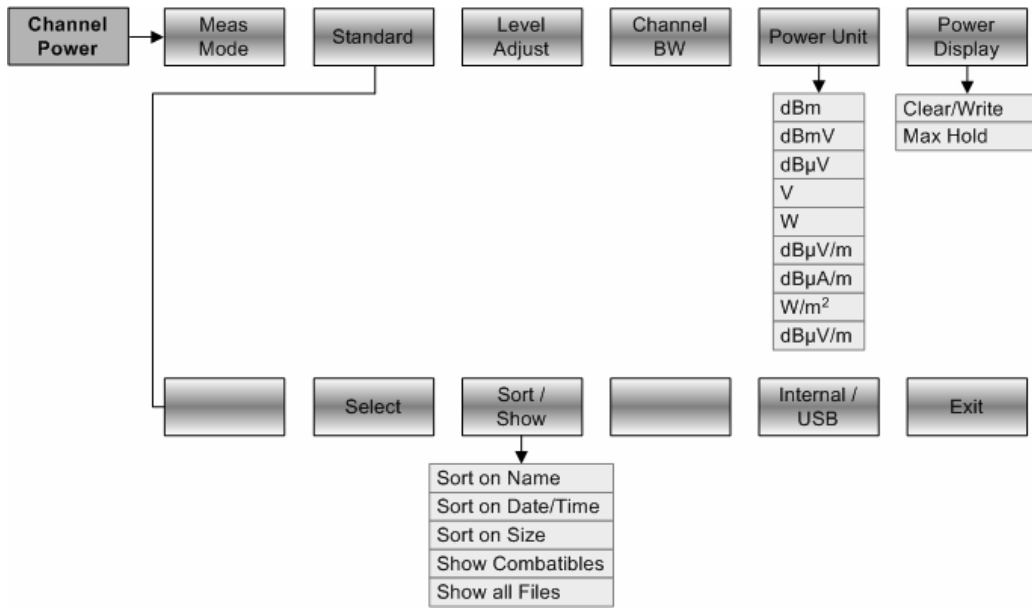 Channel
Power
Meas
Mode
Standard
Level
Adjust
Channel
BW
Power Unit
Power
Display
dBm
dBmV
dBµV
V
W
dBµV/m
dBµA/m
W/m²
dBµV/m
Clear/Write
Max Hold
Select
Sort /
Show
Internal /
USB
Exit
Sort on Name
Sort on Date/Time
Sort on Size
Show Combatibles
Show all Files